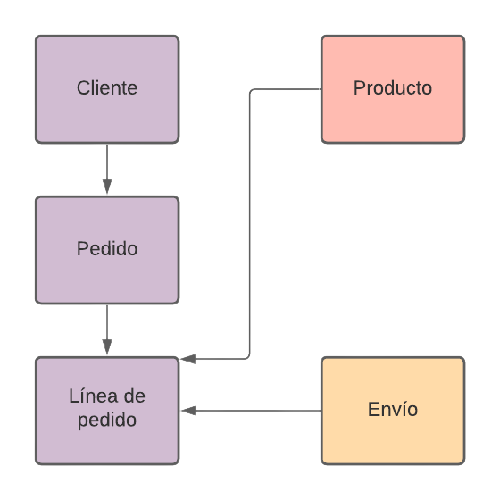 Cliente
Producto
Pedido
Línea de
pedido
Envío